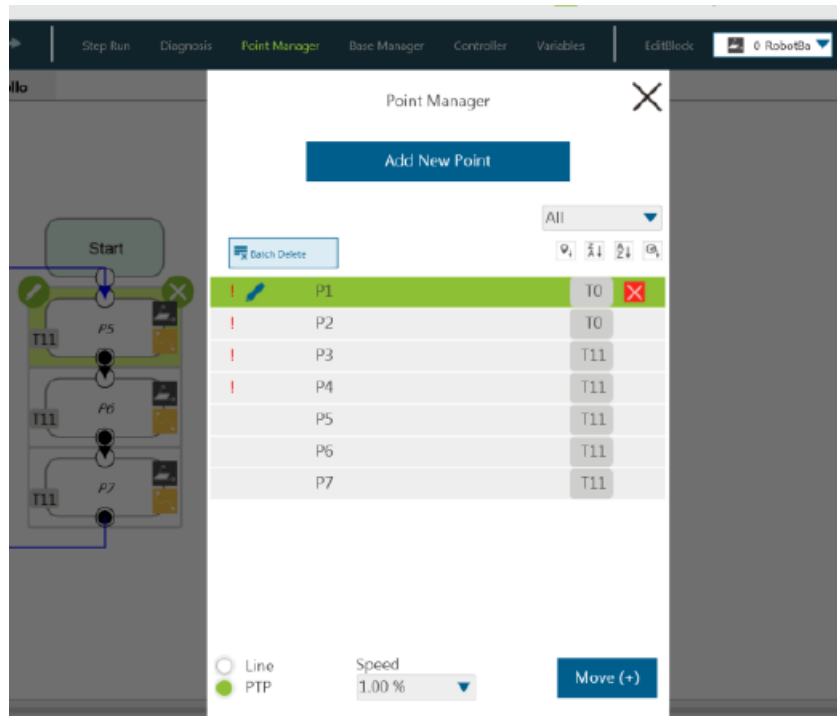 Step Run Diagnosis Point Manager Base Manager Controller Variables EditBlock 0 RobotBa
Point Manager
Add New Point
All
Batch Delete
Start
! P1 T0
! P2 T0
! P3 T11
! P4 T11
P5 T11
P6 T11
P7 T11
P5
T11
P6
T11
P7
T11
Line
PTP
Speed
1.00 %
Move (+)